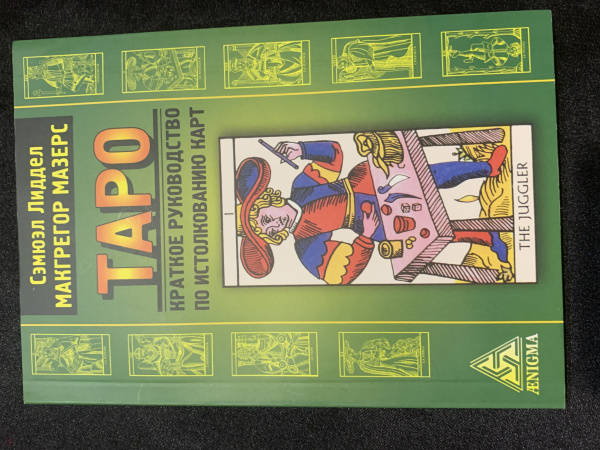 Сэмюэл Лиддел
МАКГРЕГОР МАЗЕРС
ТАРО
КРАТКОЕ РУКОВОДСТВО
ПО ИСТОЛКОВАНИЮ КАРТ
I
THE JUGGLER
ÆNIGMA